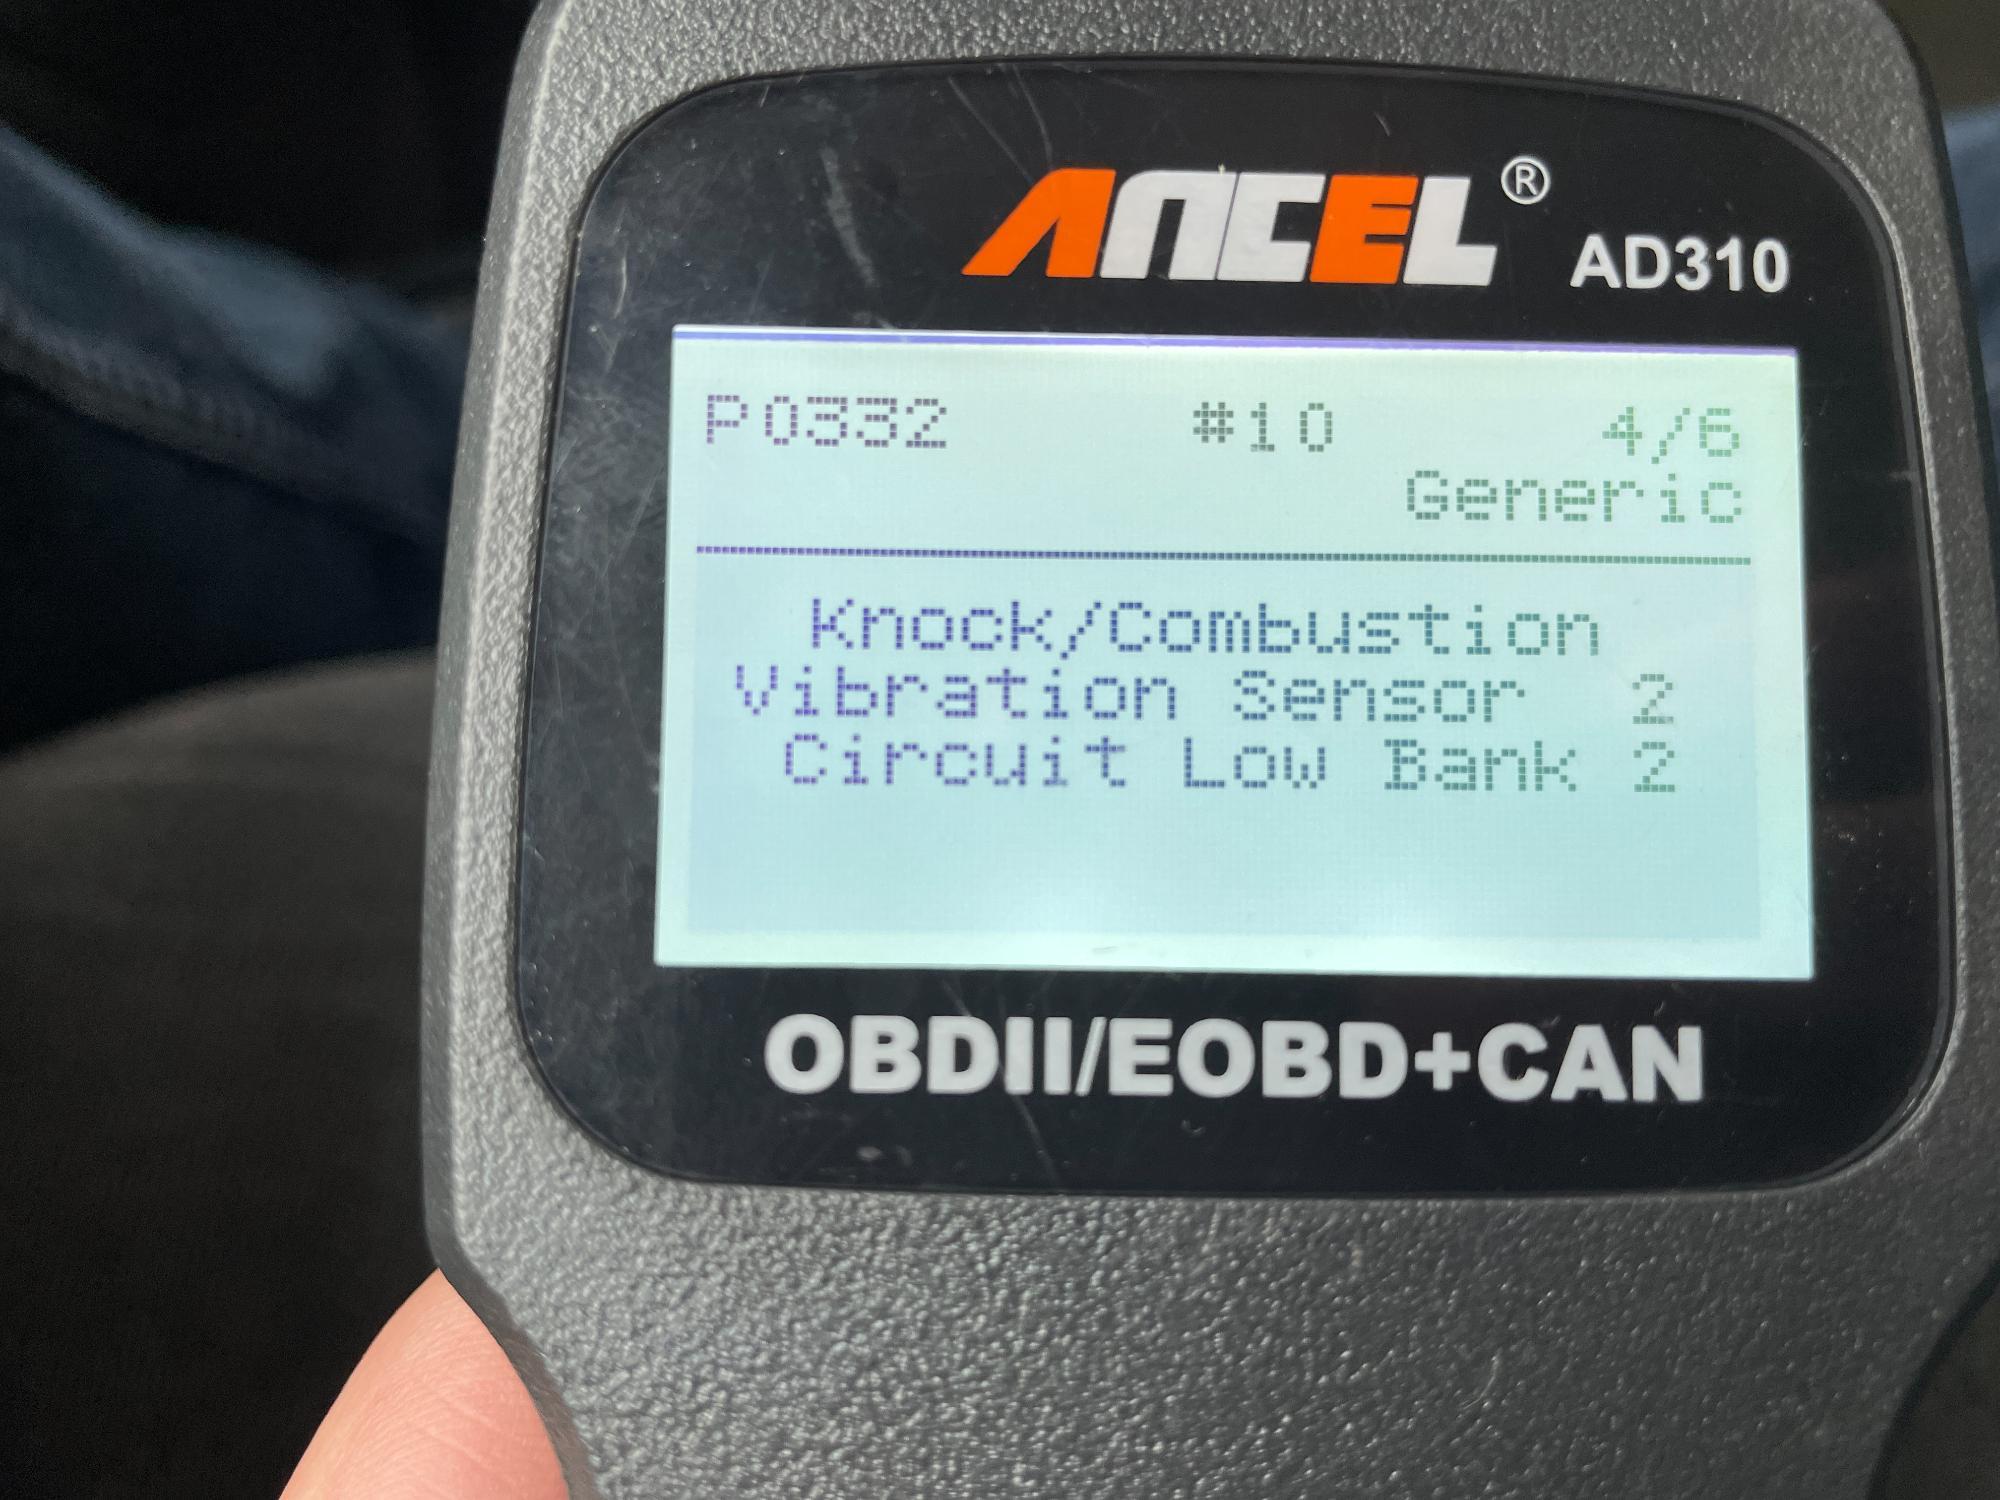 ANCEL® AD310
P0332 #10 4/6
Generic
Knock/Combustion
Vibration Sensor 2
Circuit Low Bank 2
OBDII/EOBD+CAN